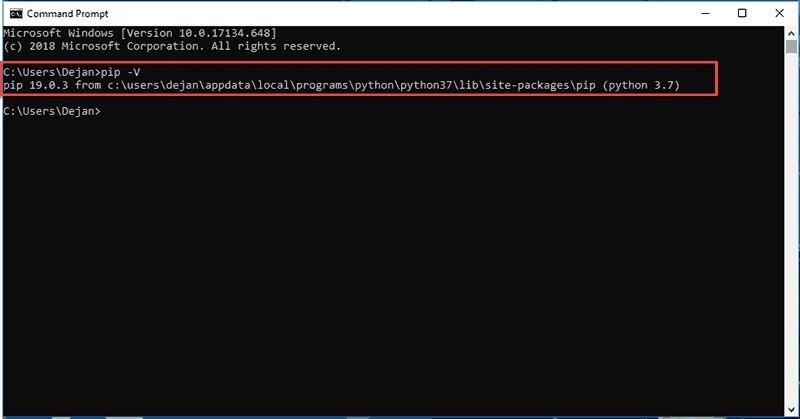 Command Prompt
Microsoft Windows [Version 10.0.17134.648]
(c) 2018 Microsoft Corporation. All rights reserved.
C:\Users\Dejan>pip -V
pip 19.0.3 from c:\users\dejan\appdata\local\programs\python\python37\lib\site-packages\pip (python 3.7)
C:\Users\Dejan>